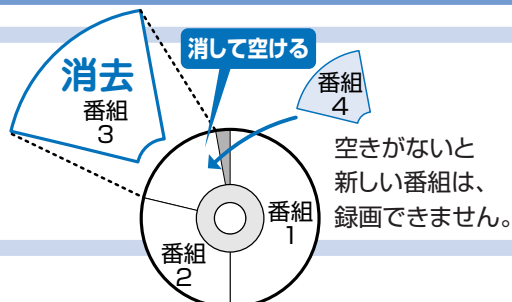 消して空ける
消去
番組
3
番組
4
空きがないと
新しい番組は、
録画できません。
番組
1
番組
2